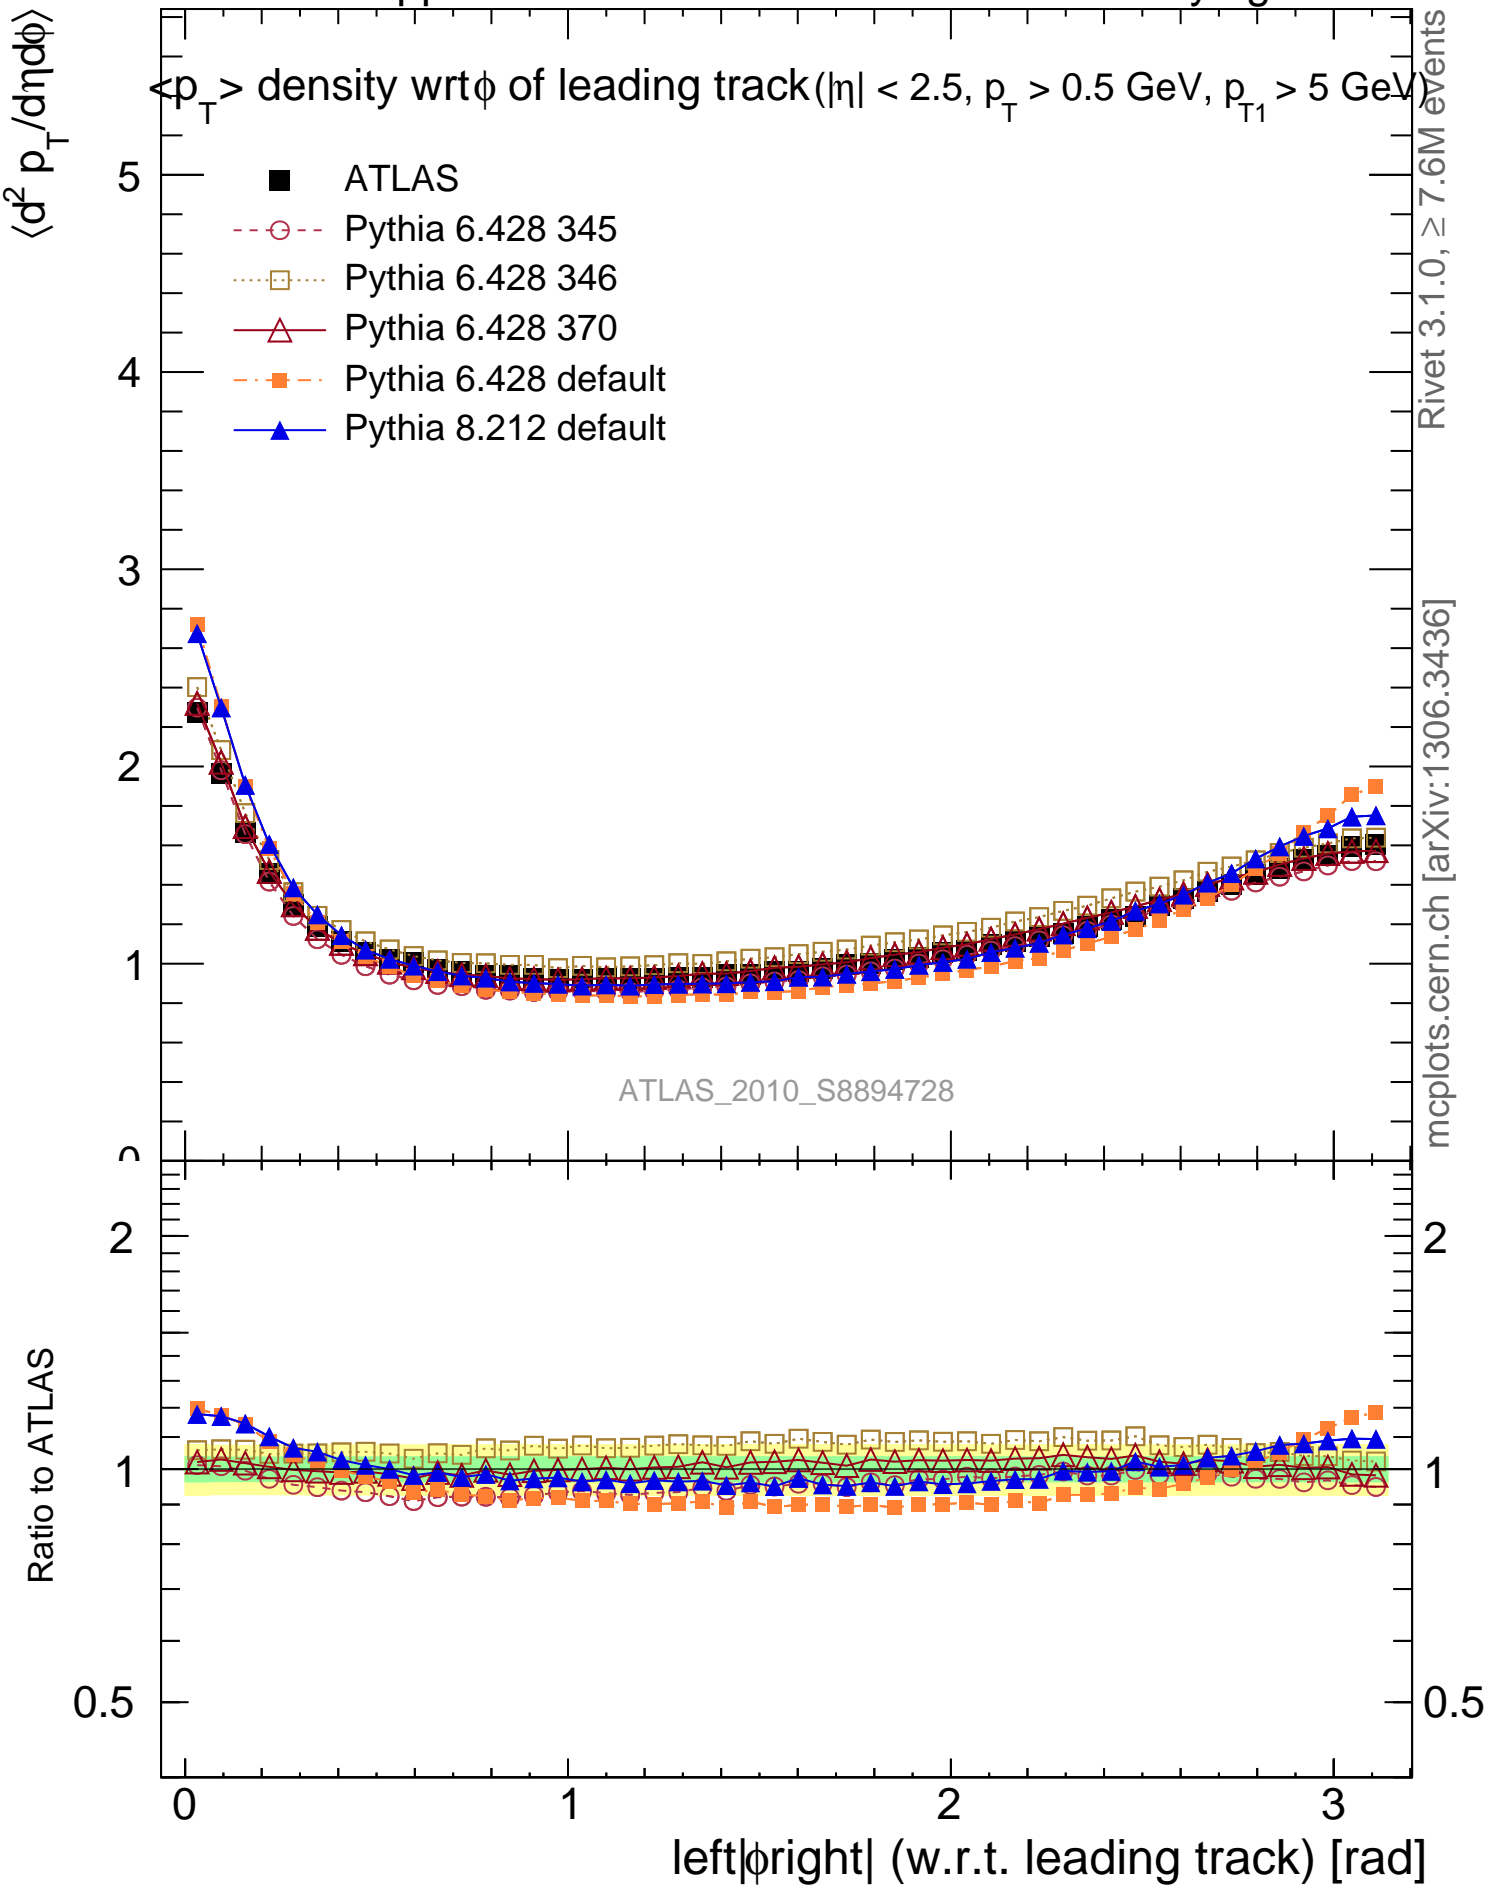 ⟨d² p_T/dηdϕ⟩
<p_T> density wrtϕ of leading track(|η| < 2.5, p_T > 0.5 GeV, p_T1 > 5 GeV)
ATLAS
Pythia 6.428 345
Pythia 6.428 346
Pythia 6.428 370
Pythia 6.428 default
Pythia 8.212 default
5
4
3
2
1
0
ATLAS_2010_S8894728
Rivet 3.1.0, ≥ 7.6M events
mcplots.cern.ch [arXiv:1306.3436]
Ratio to ATLAS
2
1
0.5
2
1
0.5
0
1
2
3
left|ϕright| (w.r.t. leading track) [rad]